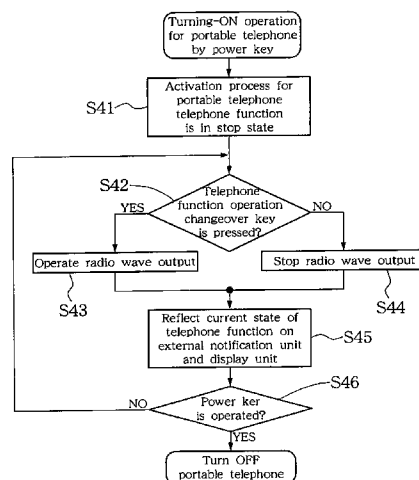 Turning-ON operation
for portable telephone
by power key
S41
Activation process for
portable telephone
telephone function
is in stop state
S42
Telephone
function operation
changeover key
is pressed?
YES
NO
Operate radio wave output
Stop radio wave output
S43
S44
Reflect current state of
telephone function on
external notification unit
and display unit
S45
S46
Power ker
is operated?
NO
YES
Turn OFF
portable telephone